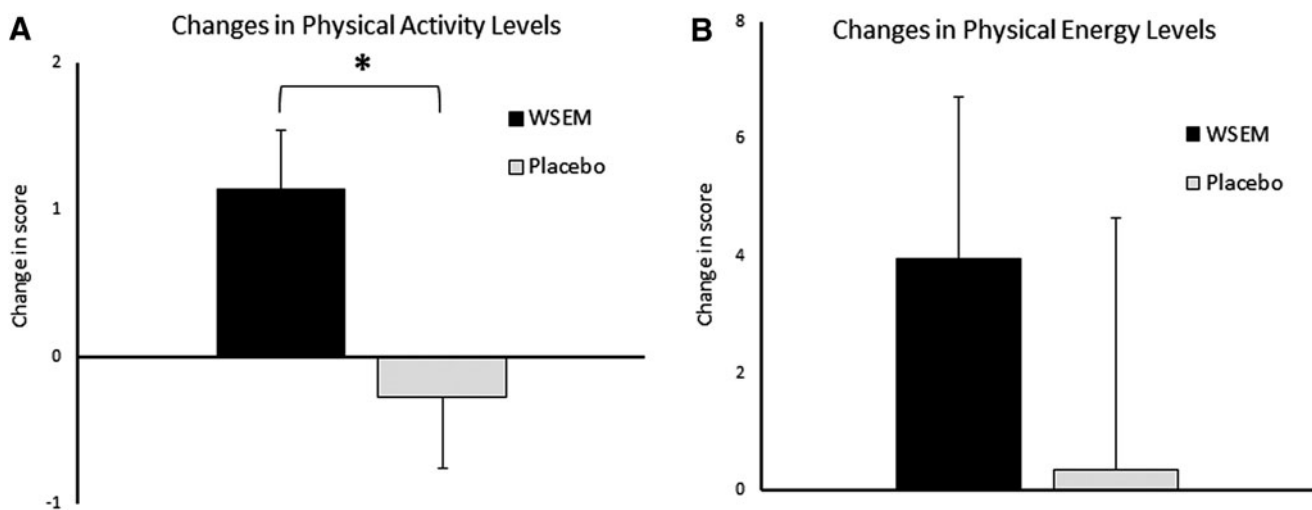 A
Changes in Physical Activity Levels
2
1
0
-1
Change in score
*
WSEM
Placebo
B
Changes in Physical Energy Levels
8
6
4
2
0
Change in score
WSEM
Placebo